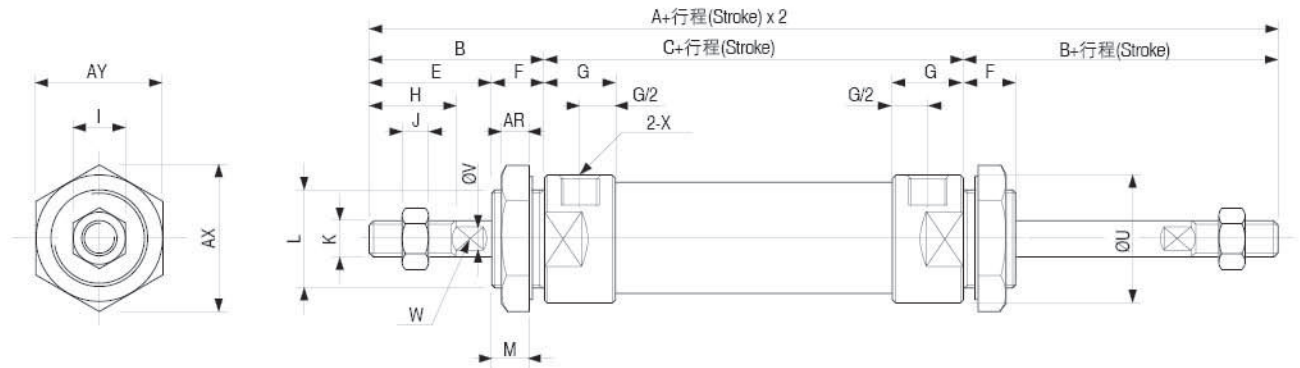 A+行程(Stroke) x 2
B
C+行程(Stroke)
B+行程(Stroke)
AY
E
F
G
G
F
H
G/2
G/2
I
J
AR
2-X
ØV
AX
L
K
ØU
W
M